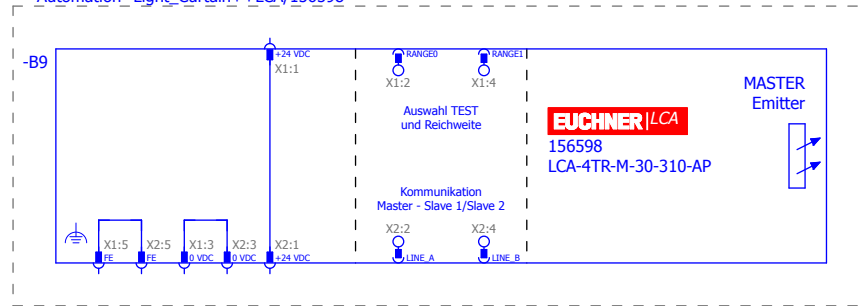 -B9
+24 VDC
X1:1
RANGE0
X1:2
RANGE1
X1:4
MASTER
Emitter
Auswahl TEST
und Reichweite
EUCHNER LCA
156598
LCA-4TR-M-30-310-AP
Kommunikation
Master - Slave 1/Slave 2
X2:2
LINE_A
X2:4
LINE_B
X1:5
FE
X2:5
FE
X1:3
0 VDC
X2:3
0 VDC
X2:1
+24 VDC